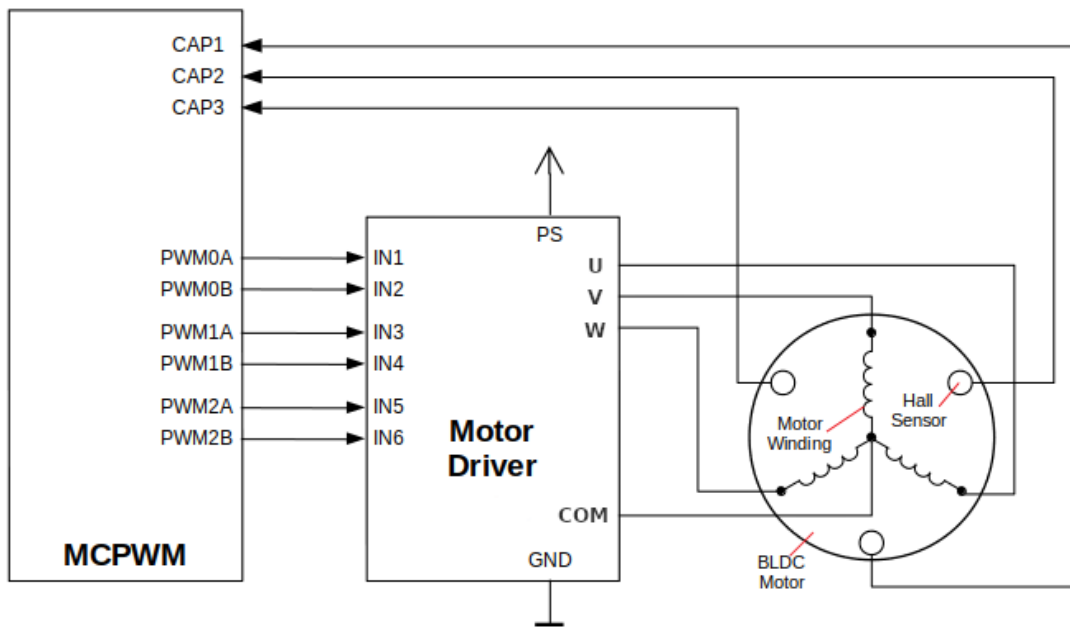 CAP1
CAP2
CAP3
PWM0A
PWM0B
PWM1A
PWM1B
PWM2A
PWM2B
MCPWM
PS
IN1
IN2
IN3
IN4
IN5
IN6
U
V
W
Motor
Driver
COM
GND
Hall
Sensor
Motor
Winding
BLDC
Motor